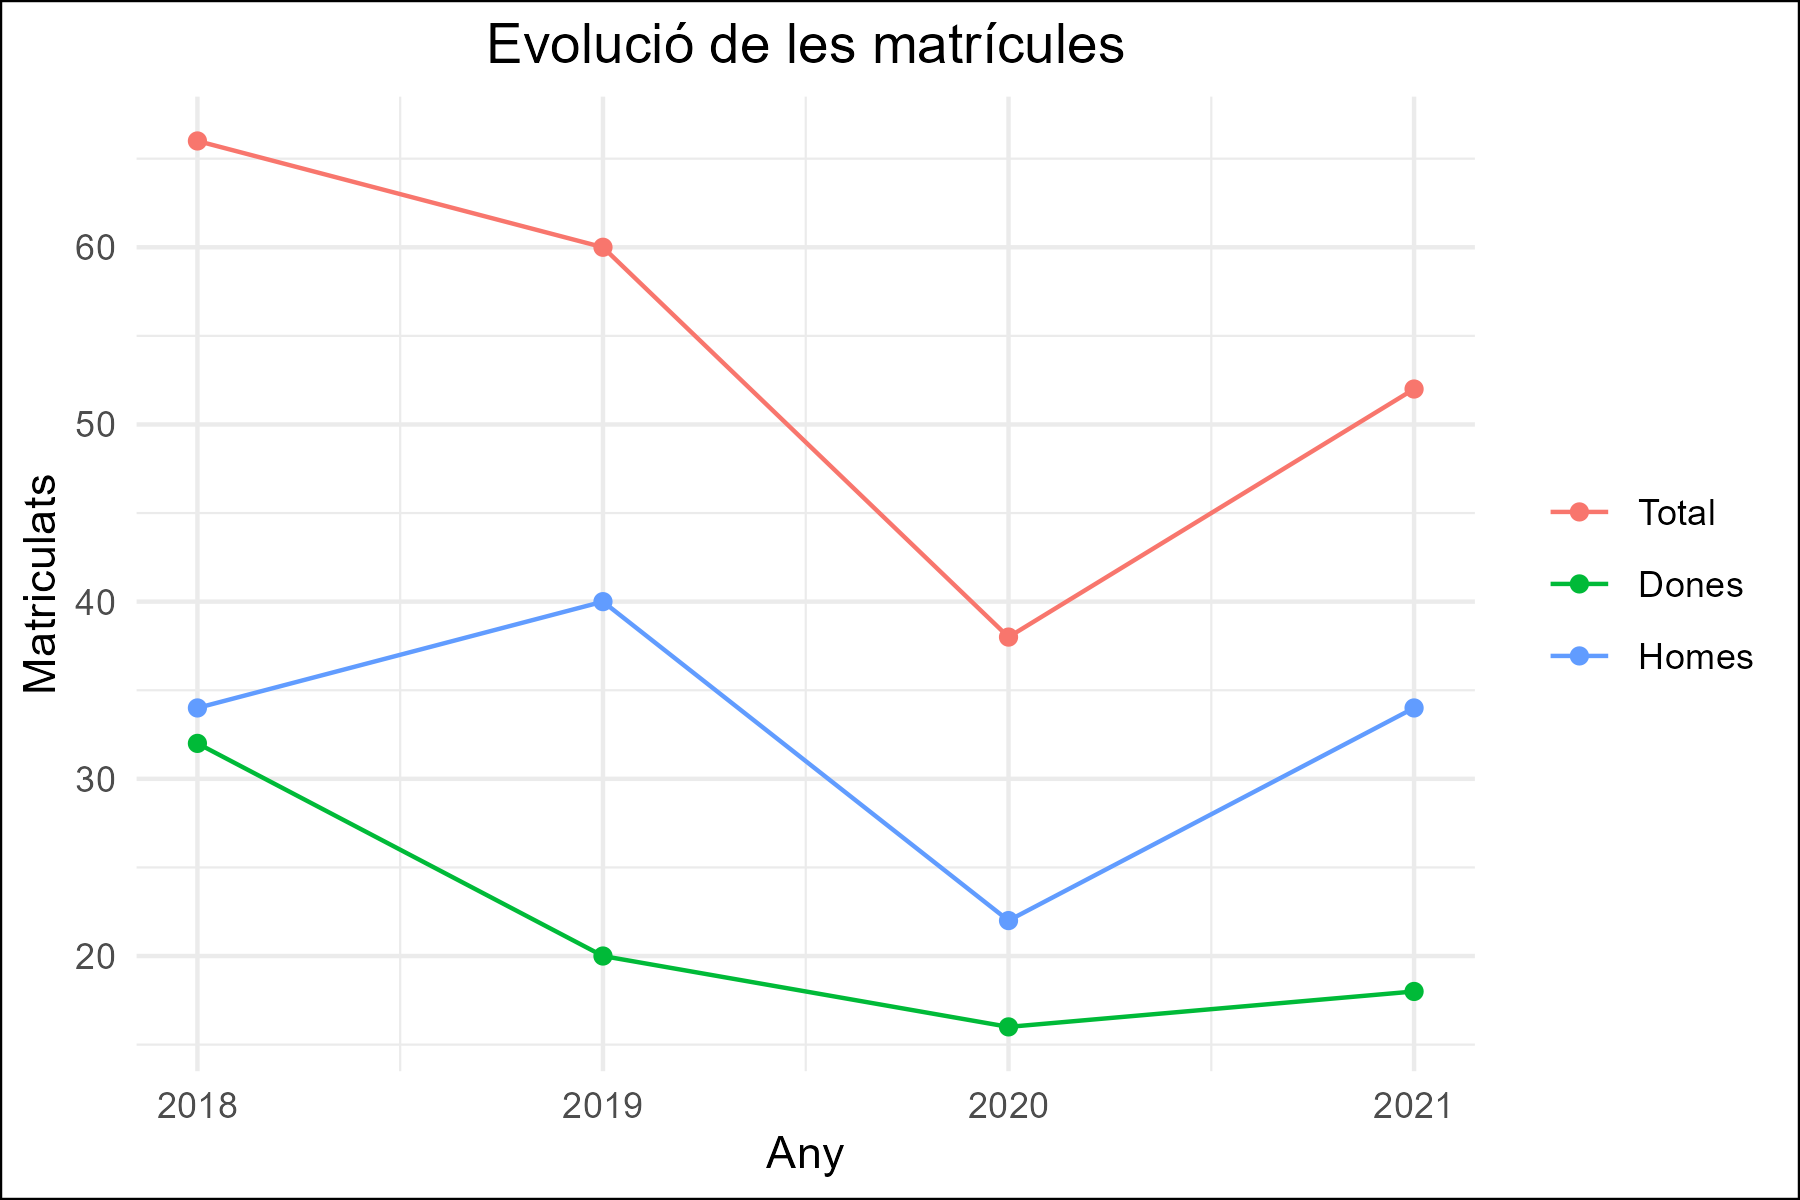 Evolució de les matrícules
Matriculats
60
50
40
30
20
2018 2019 2020 2021
Any
Total
Dones
Homes